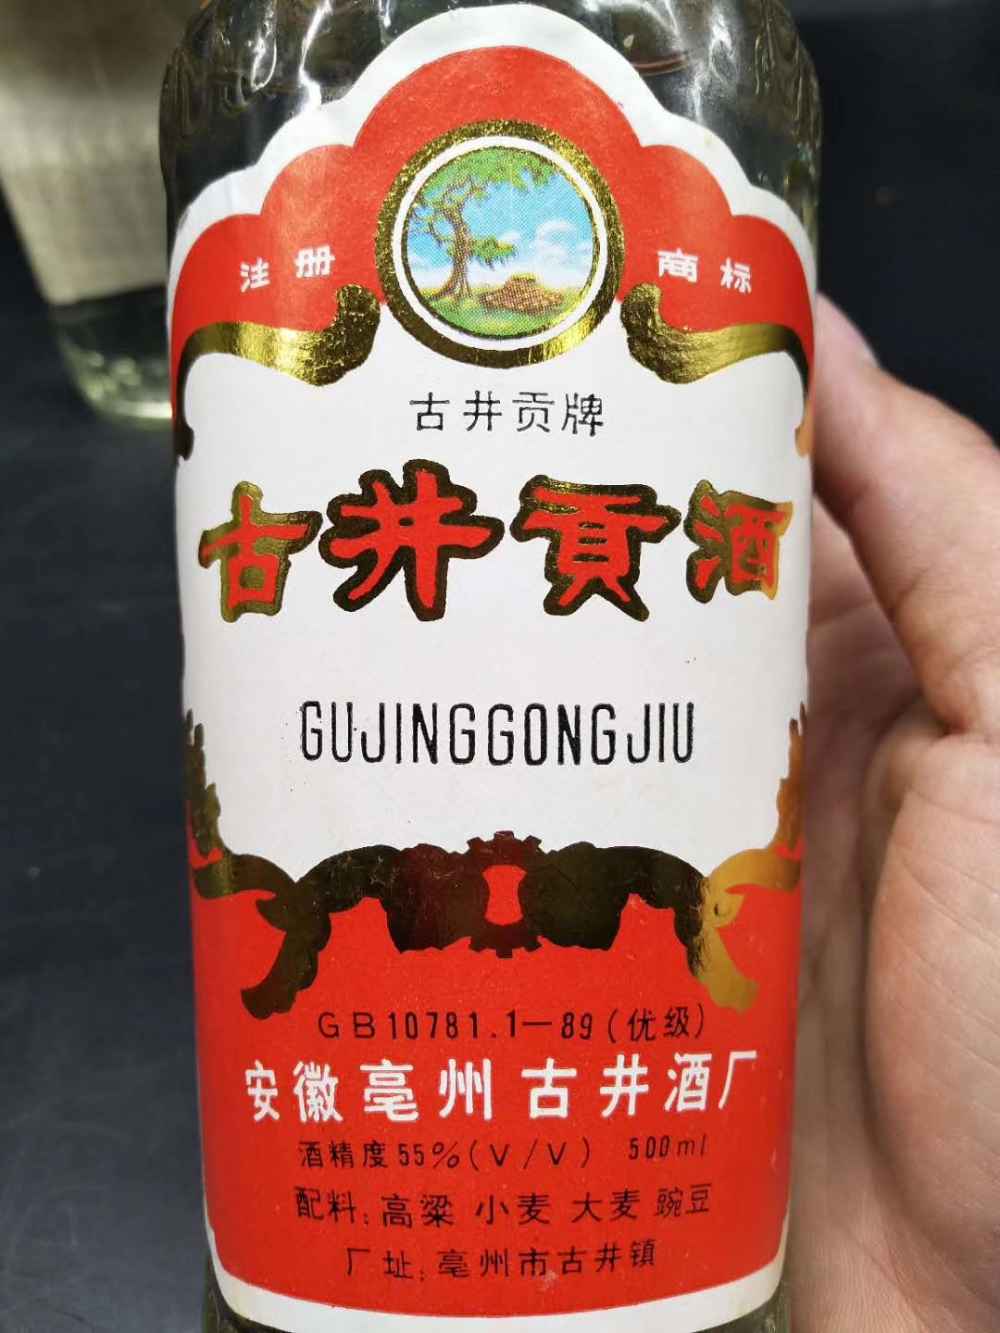 注册 商标
古井贡牌
古井贡酒
GUJINGGONGJIU
GB10781.1—89(优级)
安徽亳州古井酒厂
酒精度55%(V/V) 500ml
配料:高粱 小麦 大麦 豌豆
厂址:亳州市古井镇